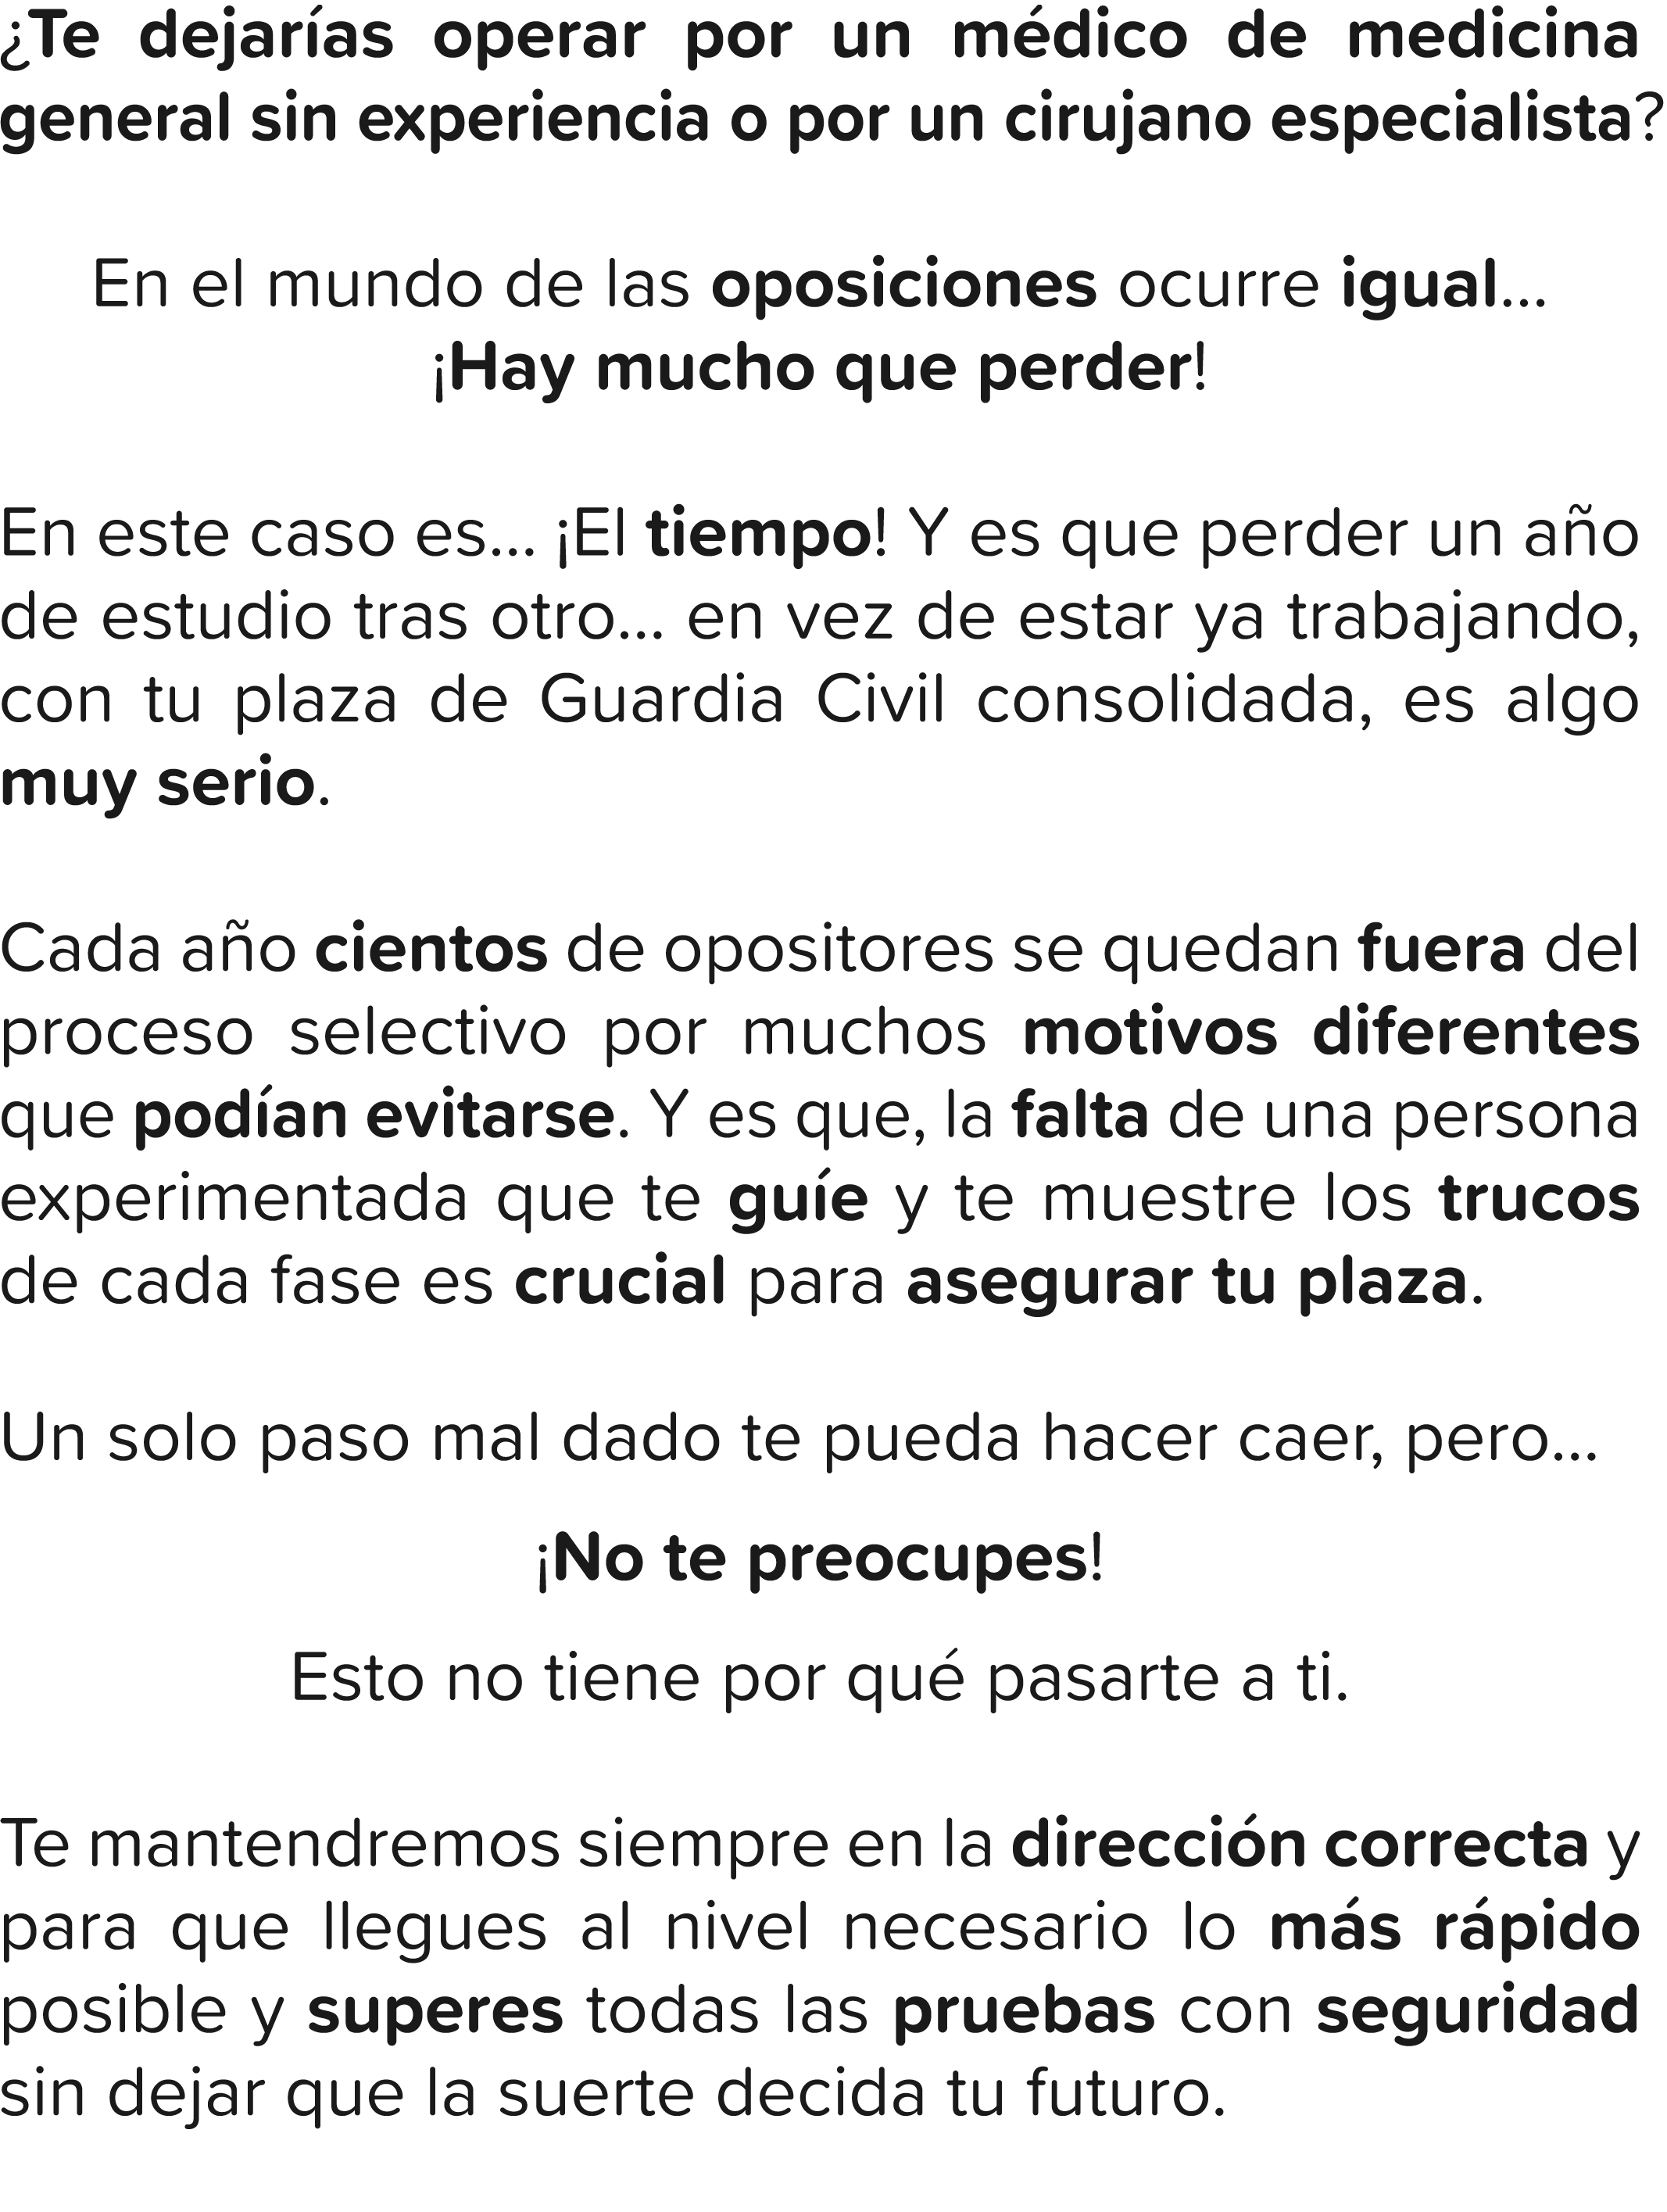 ¿Te dejarías operar por un médico de medicina
general sin experiencia o por un cirujano especialista?
En el mundo de las oposiciones ocurre igual...
¡Hay mucho que perder!
En este caso es... ¡El tiempo! Y es que perder un año
de estudio tras otro... en vez de estar ya trabajando,
con tu plaza de Guardia Civil consolidada, es algo
muy serio.
Cada año cientos de opositores se quedan fuera del
proceso selectivo por muchos motivos diferentes
que podían evitarse. Y es que, la falta de una persona
experimentada que te guíe y te muestre los trucos
de cada fase es crucial para asegurar tu plaza.
Un solo paso mal dado te pueda hacer caer, pero...
¡No te preocupes!
Esto no tiene por qué pasarte a ti.
Te mantendremos siempre en la dirección correcta y
para que llegues al nivel necesario lo más rápido
posible y superes todas las pruebas con seguridad
sin dejar que la suerte decida tu futuro.